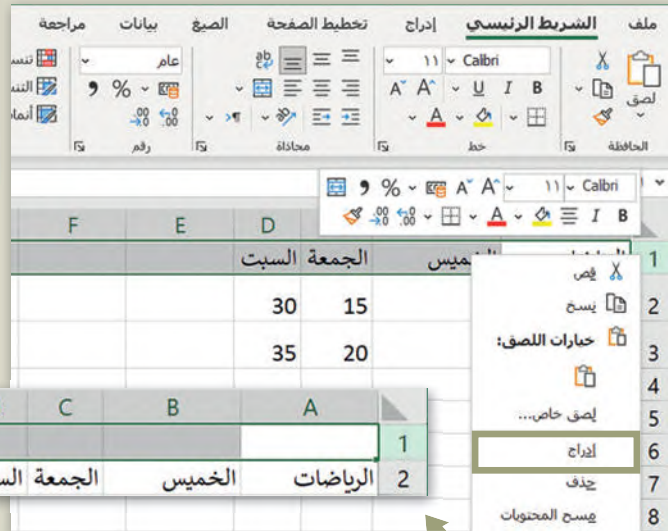 ملف الشريط الرئيسي إدراج تخطيط الصفحة الصيغ بيانات مراجعة
Calibri ١١ عام
لصق
B I U A A
% ,
الحافظة خط محاذاة رقم
Calibri ١١ A A % ,
B I A
D E F
1 الجمعة السبت
2 15 30
3 20 35
4
5
6
7
8
قص
نسخ
خيارات اللصق:
لصق خاص...
إدراج
حذف
مسح المحتويات
A B C
1
2 الرياضات الخميس الجمعة